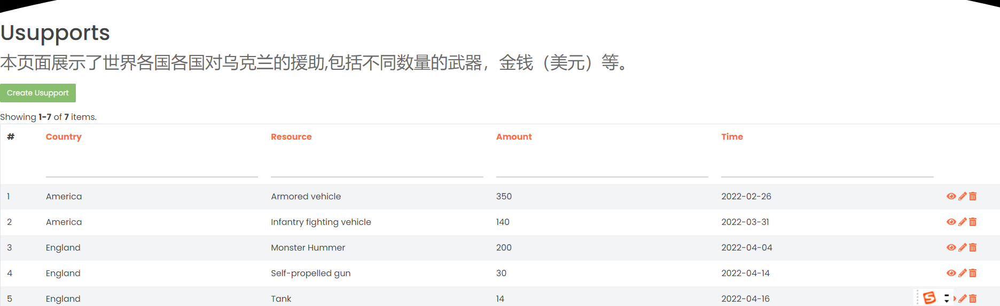 Usupports
本页面展示了世界各国各国对乌克兰的援助,包括不同数量的武器，金钱（美元）等。
Create Usupport
Showing 1-7 of 7 items.
# Country Resource Amount Time
1 America Armored vehicle 350 2022-02-26
2 America Infantry fighting vehicle 140 2022-03-31
3 England Monster Hummer 200 2022-04-04
4 England Self-propelled gun 30 2022-04-14
5 England Tank 14 2022-04-16